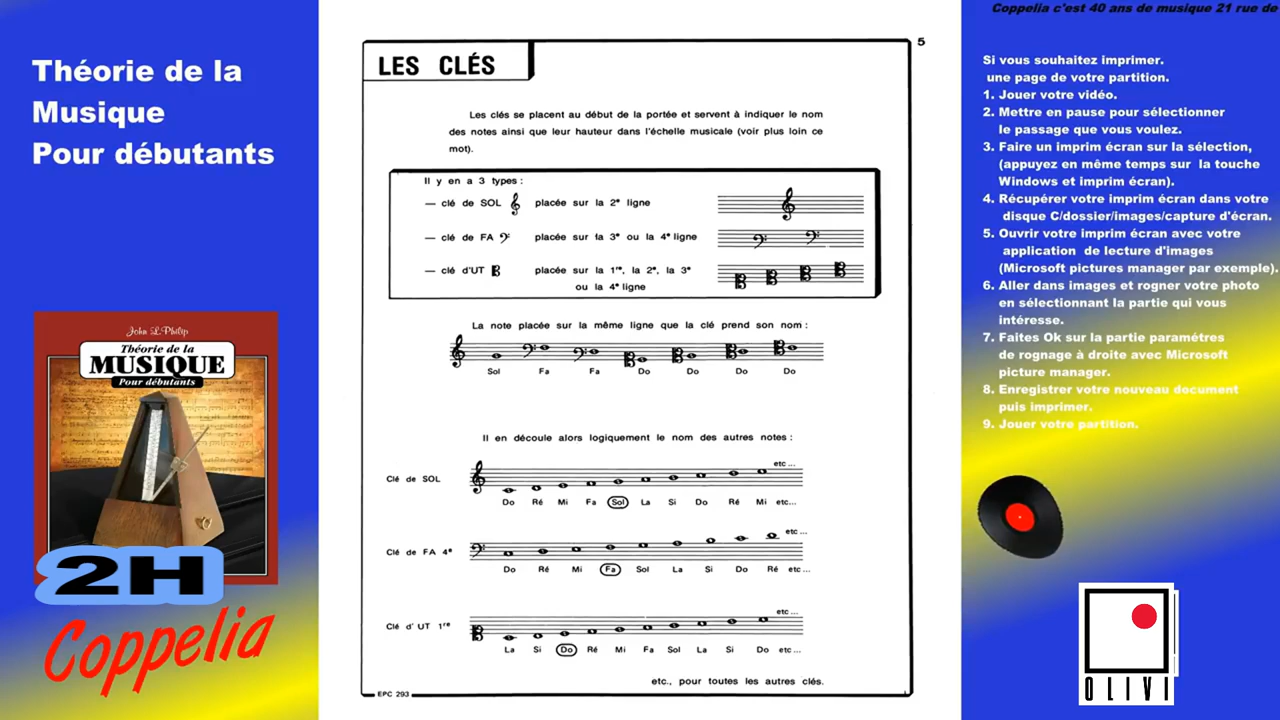 Coppelia c'est 40 ans de musique 21 rue de
Théorie de la
Musique
Pour débutants
John L.Philip
Théorie de la
MUSIQUE
Pour débutants
2H
Coppelia
5
LES CLÉS
Les clés se placent au début de la portée et servent à indiquer le nom
des notes ainsi que leur hauteur dans l'échelle musicale (voir plus loin ce
mot).
Il y en a 3 types :
— clé de SOL placée sur la 2e ligne
— clé de FA placée sur la 3e ou la 4e ligne
— clé d'UT placée sur la 1re, la 2e, la 3e
ou la 4e ligne
La note placée sur la même ligne que la clé prend son nom :
Sol Fa Fa Do Do Do Do
Il en découle alors logiquement le nom des autres notes :
etc ...
Clé de SOL
Do Ré Mi Fa Sol La Si Do Ré Mi etc...
etc ...
Clé de FA 4e
Do Ré Mi Fa Sol La Si Do Ré etc ...
etc ...
Clé d' UT 1re
La Si Do Ré Mi Fa Sol La Si Do etc ...
etc., pour toutes les autres clés.
EPC 293
Si vous souhaitez imprimer.
une page de votre partition.
1. Jouer votre vidéo.
2. Mettre en pause pour sélectionner
le passage que vous voulez.
3. Faire un imprim écran sur la sélection,
(appuyez en même temps sur la touche
Windows et imprim écran).
4. Récupérer votre imprim écran dans votre
disque C/dossier/images/capture d'écran.
5. Ouvrir votre imprim écran avec votre
application de lecture d'images
(Microsoft pictures manager par exemple).
6. Aller dans images et rogner votre photo
en sélectionnant la partie qui vous
intéresse.
7. Faites Ok sur la partie paramétres
de rognage à droite avec Microsoft
picture manager.
8. Enregistrer votre nouveau document
puis imprimer.
9. Jouer votre partition.
OLIVI